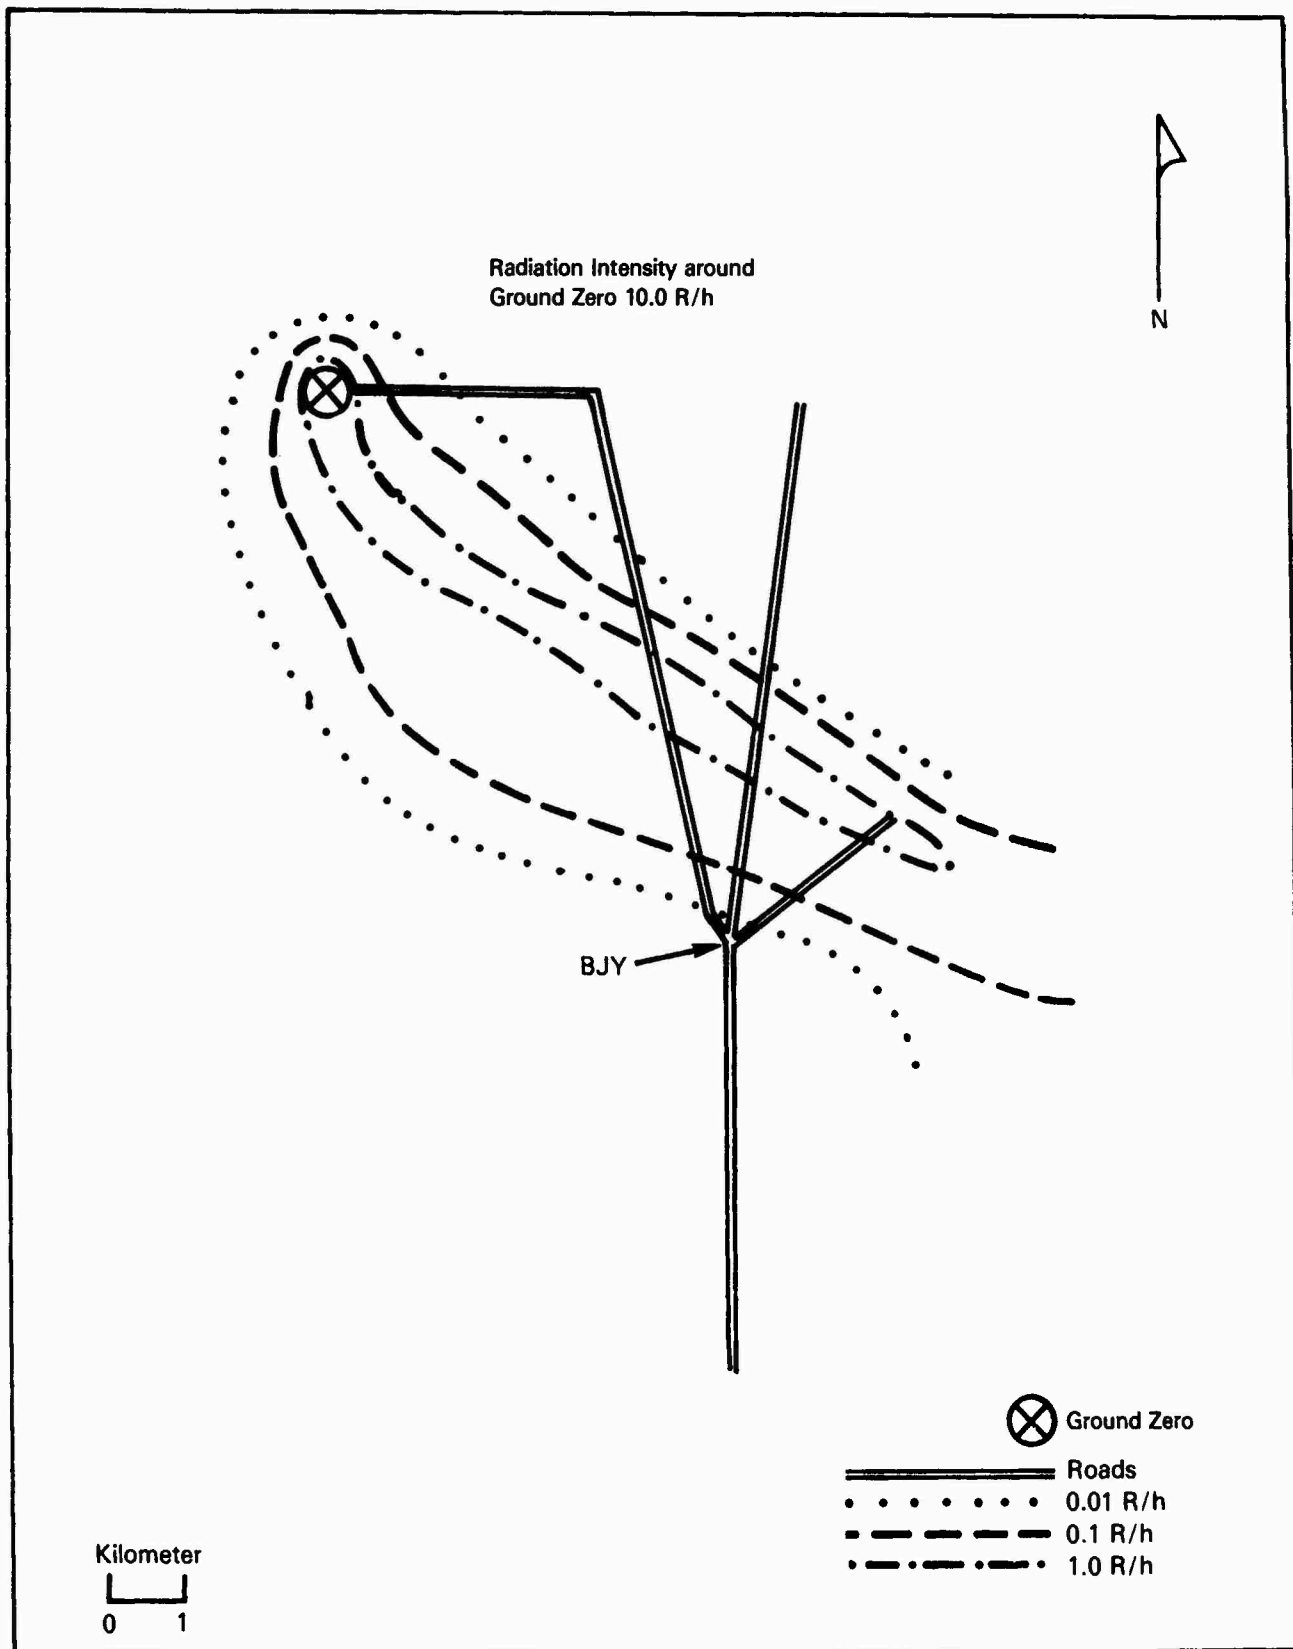 Radiation Intensity around
Ground Zero 10.0 R/h
N
BJY
Ground Zero
Roads
0.01 R/h
0.1 R/h
1.0 R/h
Kilometer
0 1